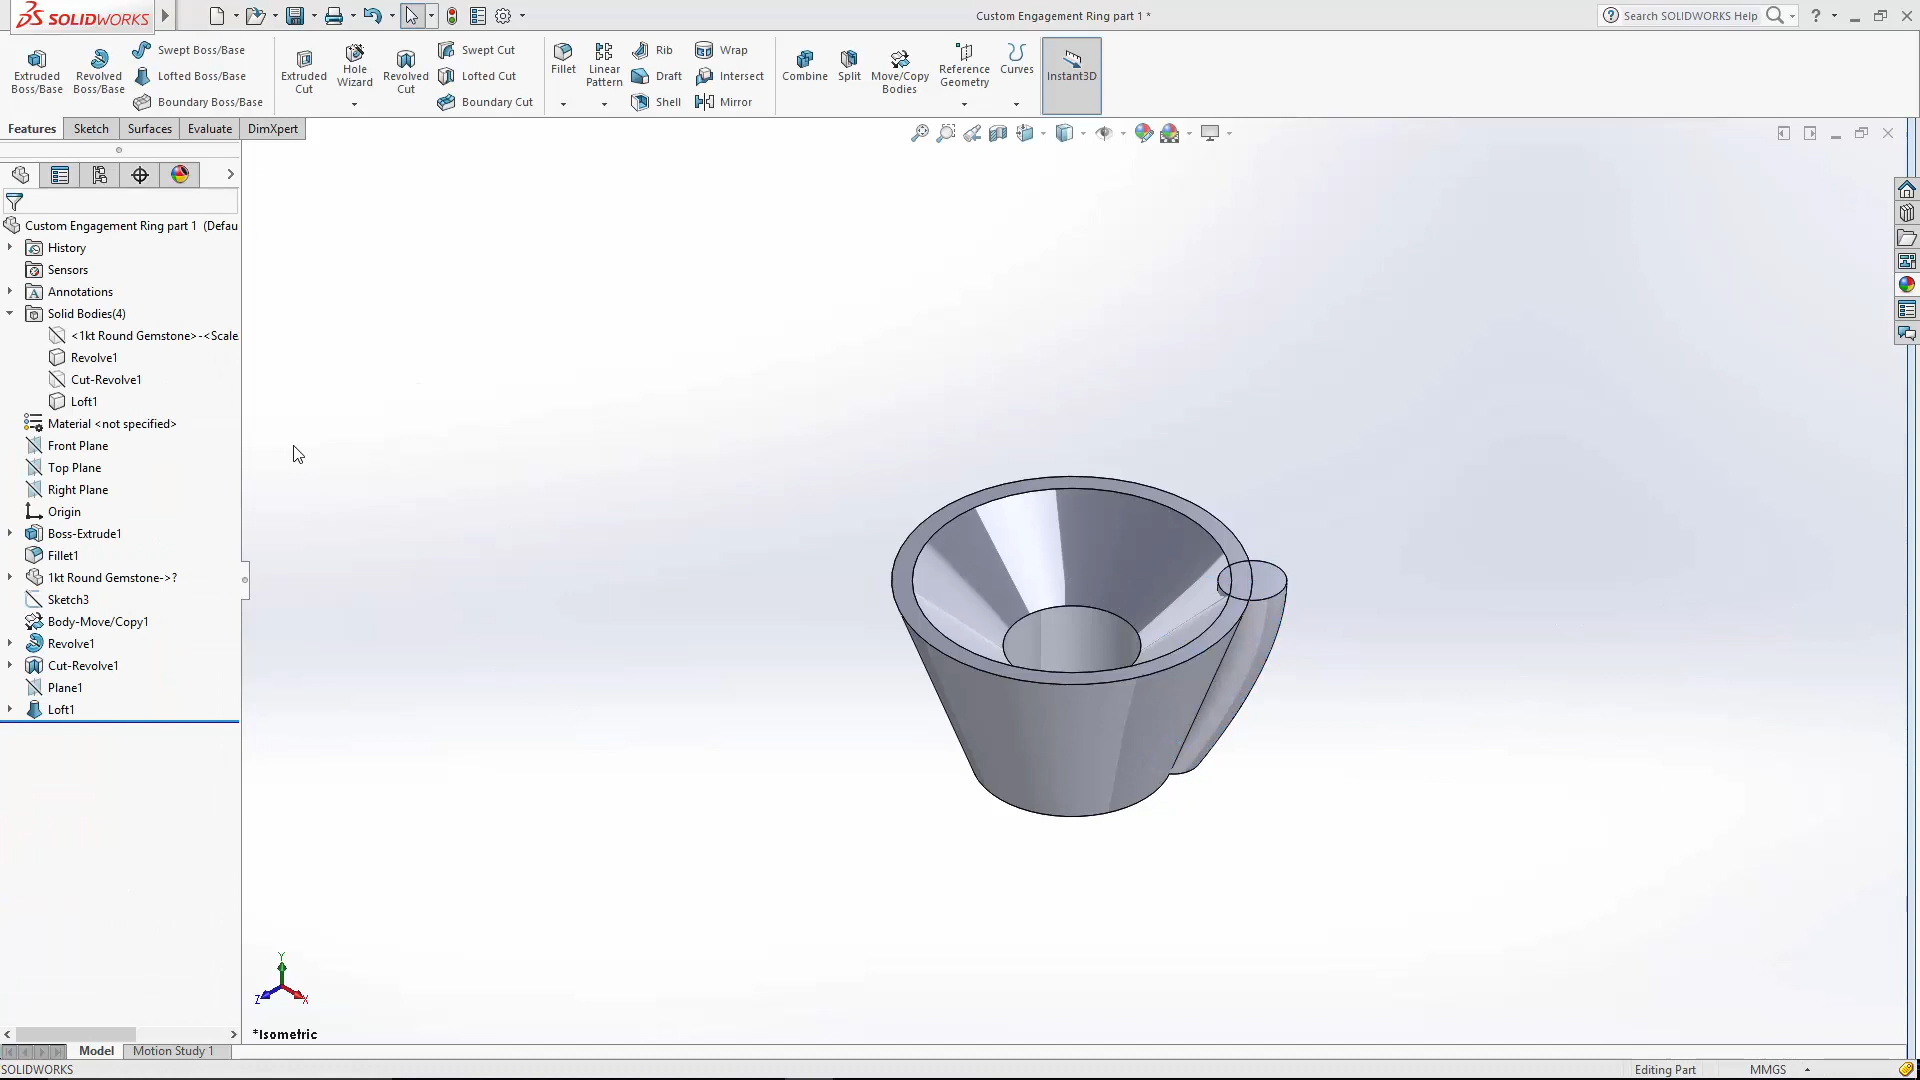 SOLIDWORKS
Custom Engagement Ring part 1 *
Search SOLIDWORKS Help
Extruded Boss/Base
Revolved Boss/Base
Swept Boss/Base
Lofted Boss/Base
Boundary Boss/Base
Extruded Cut
Hole Wizard
Revolved Cut
Swept Cut
Lofted Cut
Boundary Cut
Fillet
Linear Pattern
Rib
Draft
Shell
Wrap
Intersect
Mirror
Combine
Split
Move/Copy Bodies
Reference Geometry
Curves
Instant3D
Features Sketch Surfaces Evaluate DimXpert
Custom Engagement Ring part 1 (Defau
History
Sensors
Annotations
Solid Bodies(4)
<1kt Round Gemstone>-<Scale
Revolve1
Cut-Revolve1
Loft1
Material <not specified>
Front Plane
Top Plane
Right Plane
Origin
Boss-Extrude1
Fillet1
1kt Round Gemstone->?
Sketch3
Body-Move/Copy1
Revolve1
Cut-Revolve1
Plane1
Loft1
Y
Z X
*Isometric
Model Motion Study 1
SOLIDWORKS Editing Part MMGS